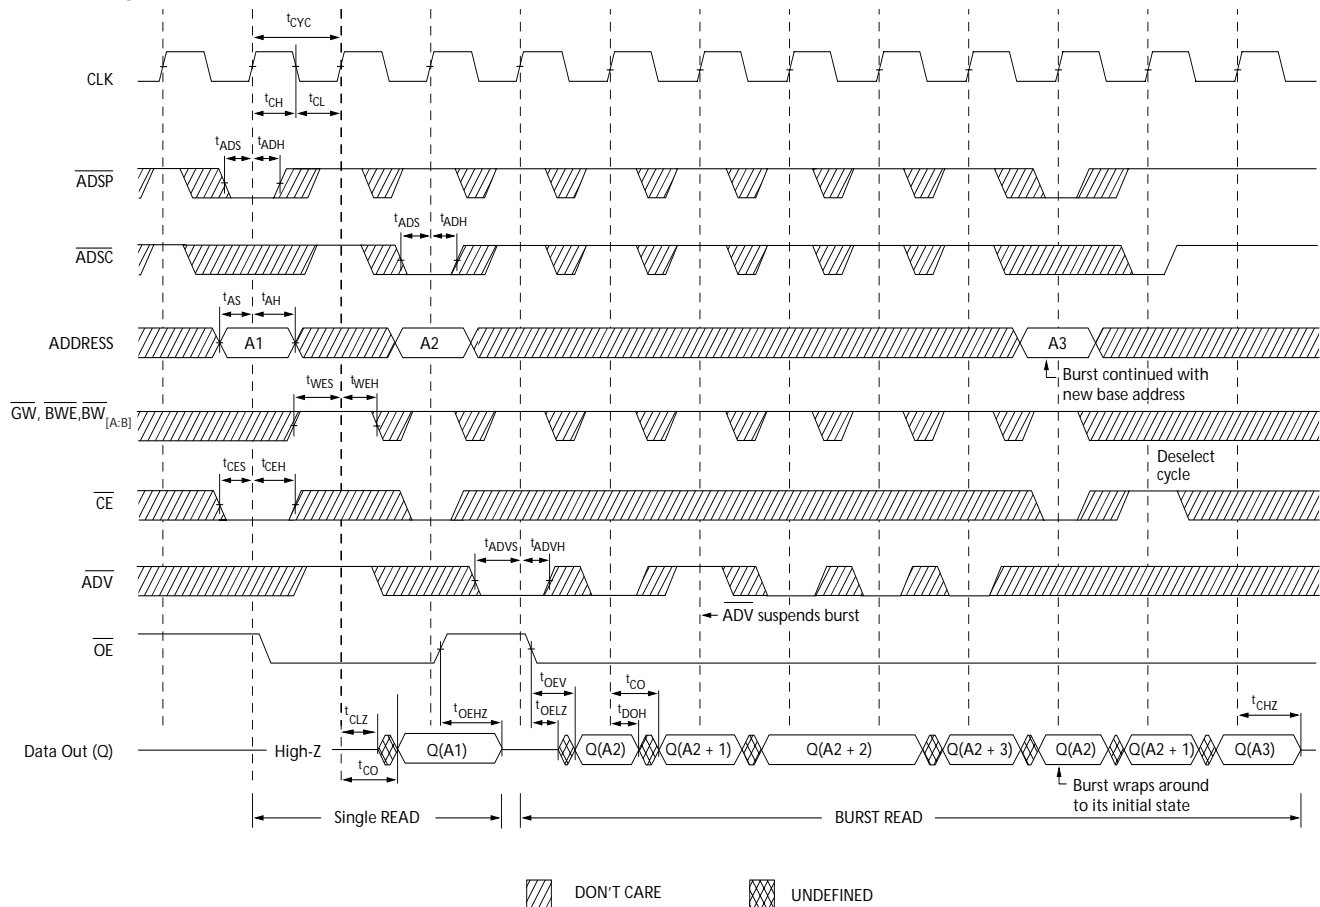 tCYC
CLK
tCH
tCL
tADS
tADH
ADSP
tADS
tADH
ADSC
tAS
tAH
ADDRESS
A1
A2
A3
Burst continued with
new base address
tWES
tWEH
GW, BWE,BW[A:B]
Deselect
cycle
tCES
tCEH
CE
tADVS
tADVH
ADV
ADV suspends burst
OE
tCLZ
tOEHZ
tOEV
tOELZ
tCO
tDOH
tCHZ
Data Out (Q)
High-Z
Q(A1)
Q(A2)
Q(A2 + 1)
Q(A2 + 2)
Q(A2 + 3)
Q(A2)
Q(A2 + 1)
Q(A3)
tCO
Burst wraps around
to its initial state
Single READ
BURST READ
DON'T CARE
UNDEFINED